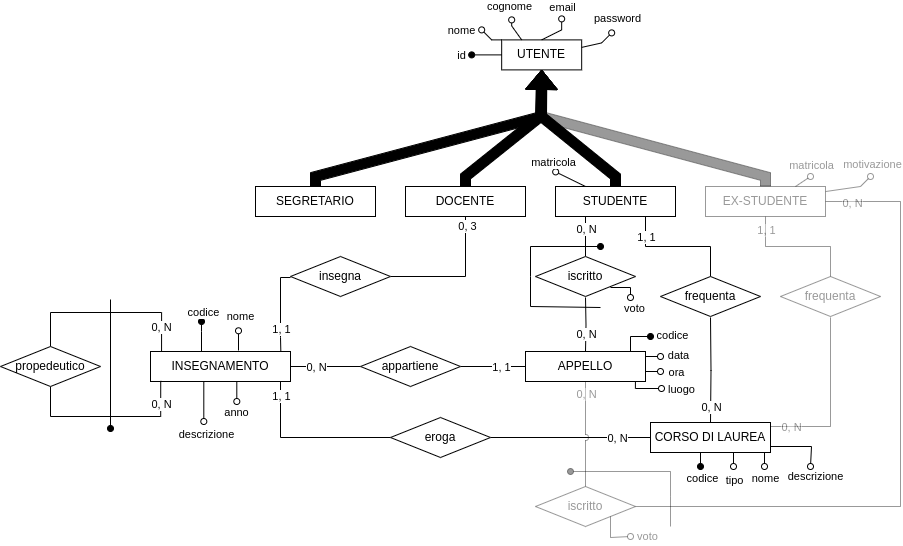 cognome
email
password
nome
UTENTE
id
matricola
matricola
motivazione
SEGRETARIO
DOCENTE
STUDENTE
EX-STUDENTE
0, N
0, 3
0, N
1, 1
1, 1
insegna
iscritto
frequenta
frequenta
voto
codice
nome
0, N
1, 1
0, N
codice
propedeutico
INSEGNAMENTO
0, N
appartiene
1, 1
APPELLO
data
ora
luogo
0, N
1, 1
0, N
0, N
anno
descrizione
eroga
0, N
CORSO DI LAUREA
0, N
codice
tipo
nome
descrizione
iscritto
voto